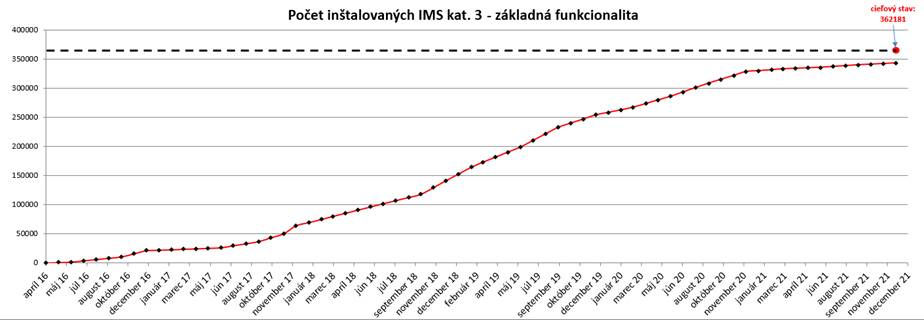 Počet inštalovaných IMS kat. 3 - základná funkcionalita
cieľový stav:
362181
400000
350000
300000
250000
200000
150000
100000
50000
0
apríl 16
máj 16
júl 16
august 16
október 16
december 16
január 17
marec 17
máj 17
jún 17
august 17
október 17
november 17
január 18
marec 18
apríl 18
jún 18
júl 18
september 18
november 18
december 18
február 19
apríl 19
máj 19
júl 19
september 19
október 19
december 19
január 20
marec 20
máj 20
jún 20
august 20
október 20
november 20
január 21
marec 21
apríl 21
jún 21
august 21
september 21
november 21
december 21